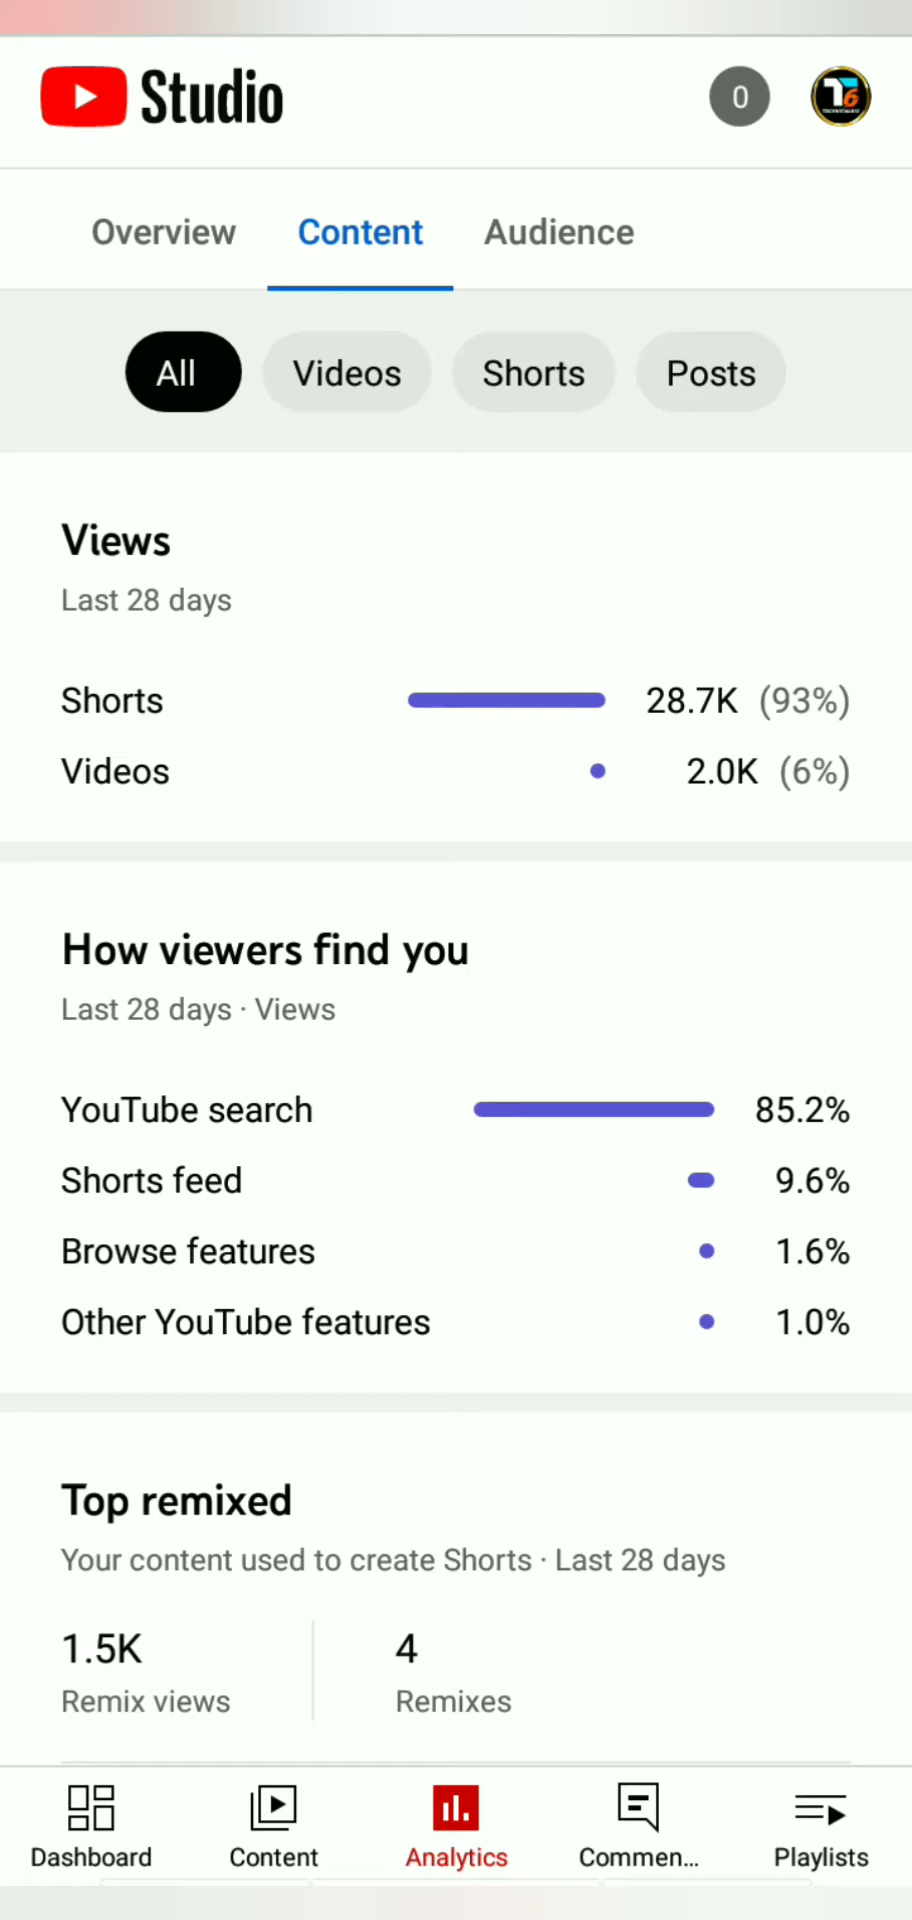 Studio
0
T6
Overview Content Audience
All Videos Shorts Posts
Views
Last 28 days
Shorts 28.7K (93%)
Videos 2.0K (6%)
How viewers find you
Last 28 days · Views
YouTube search 85.2%
Shorts feed 9.6%
Browse features 1.6%
Other YouTube features 1.0%
Top remixed
Your content used to create Shorts · Last 28 days
1.5K 4
Remix views Remixes
Dashboard Content Analytics Commen... Playlists